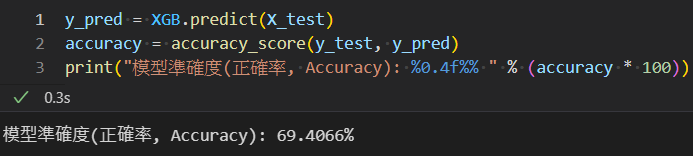 1 y_pred = XGB.predict(X_test)
2 accuracy = accuracy_score(y_test, y_pred)
3 print("模型準確度(正確率, Accuracy): %0.4f%% " % (accuracy * 100))
✓ 0.3s
模型準確度(正確率, Accuracy): 69.4066%